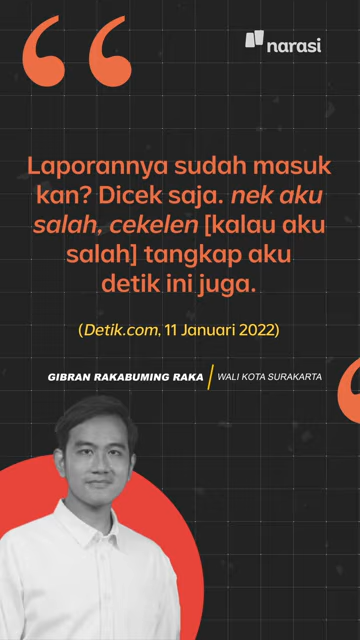 narasi
Laporannya sudah masuk
kan? Dicek saja. nek aku
salah, cekelen [kalau aku
salah] tangkap aku
detik ini juga.
(Detik.com, 11 Januari 2022)
GIBRAN RAKABUMING RAKA / WALI KOTA SURAKARTA